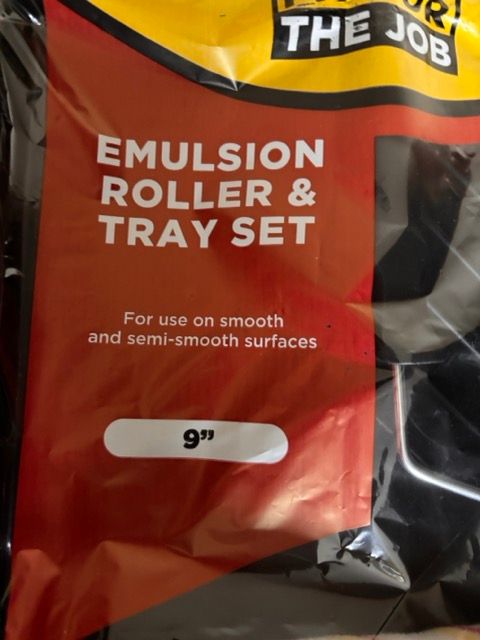 THE JOB
EMULSION
ROLLER &
TRAY SET
For use on smooth
and semi-smooth surfaces
9”